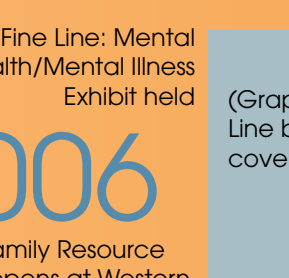 Fine Line: Mental
alth/Mental Illness
Exhibit held
006
amily Resource
pens at Western
(Grap
Line b
cove